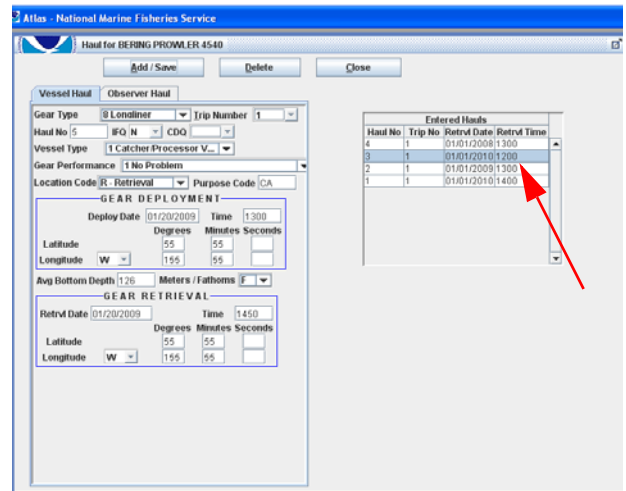 Atlas - National Marine Fisheries Service
Haul for BERING PROWLER 4540
Add / Save Delete Close
Vessel Haul Observer Haul
Gear Type 8 Longliner Trip Number 1
Haul No 5 IFQ N CDQ
Vessel Type 1 Catcher/Processor V...
Gear Performance 1 No Problem
Location Code R - Retrieval Purpose Code CA
GEAR DEPLOYMENT
Deploy Date 01/20/2009 Time 1300
Degrees Minutes Seconds
Latitude 55 55
Longitude W 155 55
Avg Bottom Depth 126 Meters / Fathoms F
GEAR RETRIEVAL
Retrvl Date 01/20/2009 Time 1450
Degrees Minutes Seconds
Latitude 55 55
Longitude W 155 55
Entered Hauls
Haul No Trip No Retrvl Date Retrvl Time
4 1 01/01/2008 1300
3 1 01/01/2010 1200
2 1 01/01/2009 1300
1 1 01/01/2010 1400